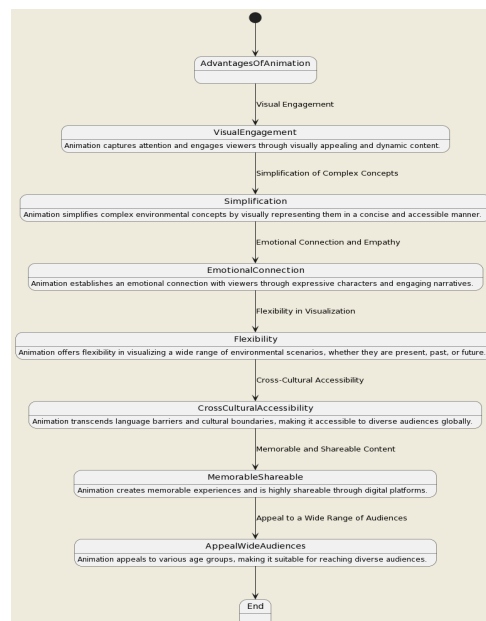 AdvantagesOfAnimation
Visual Engagement
VisualEngagement
Animation captures attention and engages viewers through visually appealing and dynamic content.
Simplification of Complex Concepts
Simplification
Animation simplifies complex environmental concepts by visually representing them in a concise and accessible manner.
Emotional Connection and Empathy
EmotionalConnection
Animation establishes an emotional connection with viewers through expressive characters and engaging narratives.
Flexibility in Visualization
Flexibility
Animation offers flexibility in visualizing a wide range of environmental scenarios, whether they are present, past, or future.
Cross-Cultural Accessibility
CrossCulturalAccessibility
Animation transcends language barriers and cultural boundaries, making it accessible to diverse audiences globally.
Memorable and Shareable Content
MemorableShareable
Animation creates memorable experiences and is highly shareable through digital platforms.
Appeal to a Wide Range of Audiences
AppealWideAudiences
Animation appeals to various age groups, making it suitable for reaching diverse audiences.
End